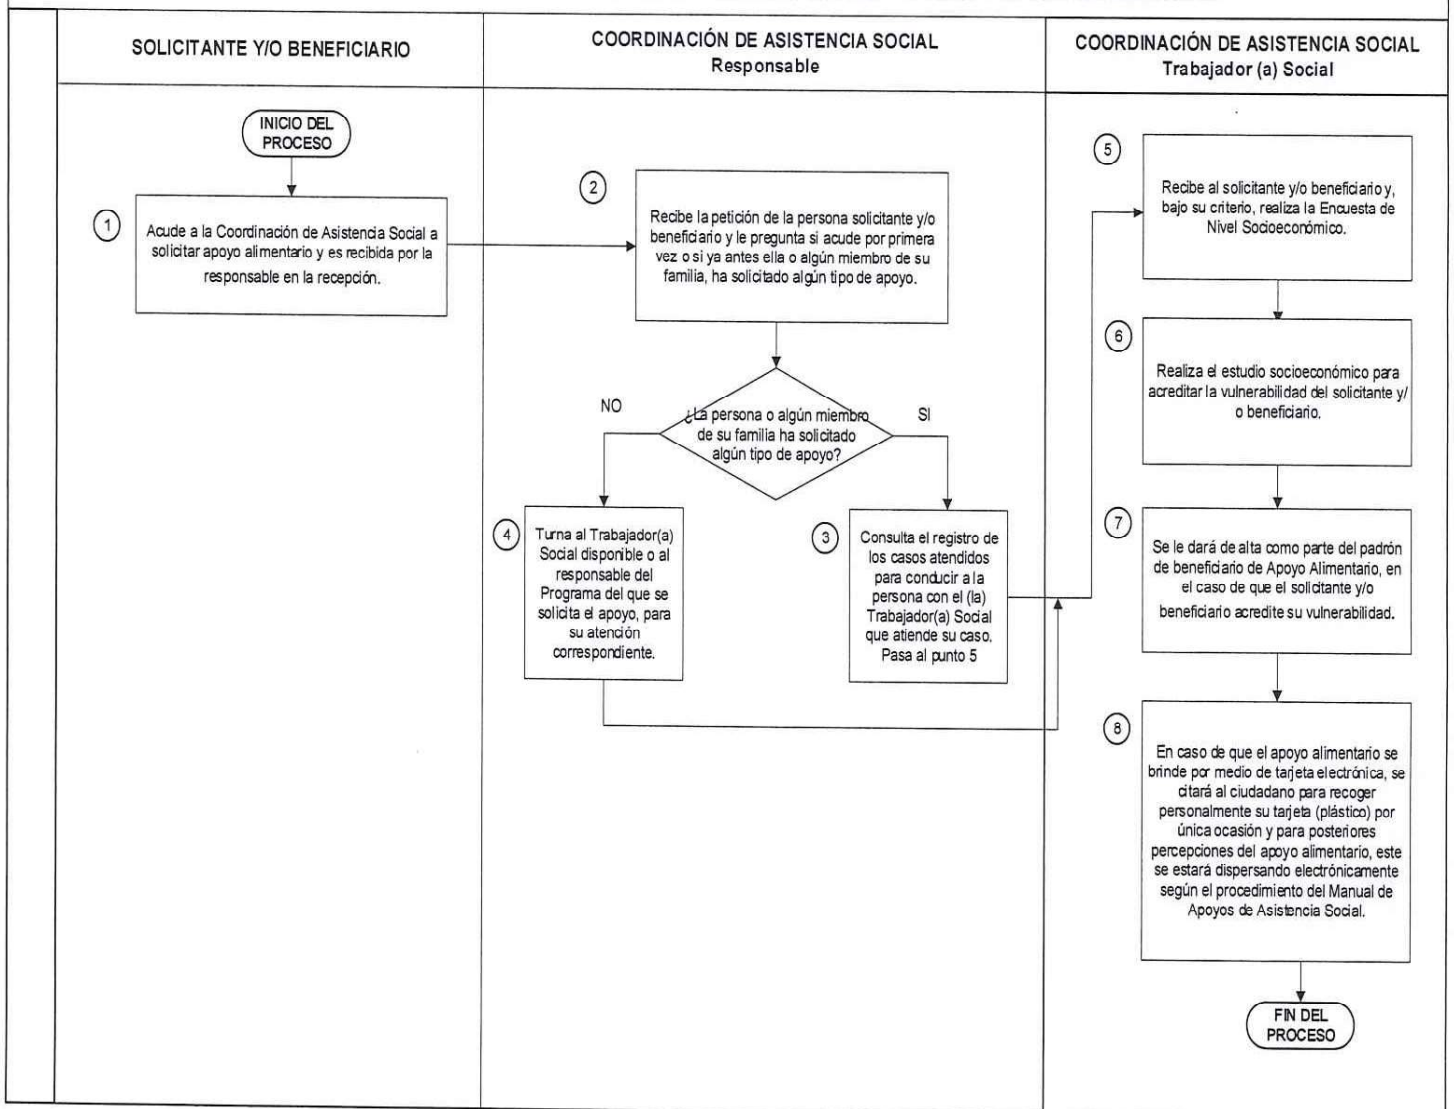 SOLICITANTE Y/O BENEFICIARIO
COORDINACIÓN DE ASISTENCIA SOCIAL
Responsable
COORDINACIÓN DE ASISTENCIA SOCIAL
Trabajador (a) Social
INICIO DEL
PROCESO
1
Acude a la Coordinación de Asistencia Social a
solicitar apoyo alimentario y es recibida por la
responsable en la recepción.
2
Recibe la petición de la persona solicitante y/o
beneficiario y le pregunta si acude por primera
vez o si ya antes ella o algún miembro de su
familia, ha solicitado algún tipo de apoyo.
¿La persona o algún miembro
de su familia ha solicitado
algún tipo de apoyo?
NO
SI
4
Turna al Trabajador(a)
Social disponible o al
responsable del
Programa del que se
solicita el apoyo, para
su atención
correspondiente.
3
Consulta el registro de
los casos atendidos
para conducir a la
persona con el (la)
Trabajador(a) Social
que atiende su caso.
Pasa al punto 5
5
Recibe al solicitante y/o beneficiario y,
bajo su criterio, realiza la Encuesta de
Nivel Socioeconómico.
6
Realiza el estudio socioeconómico para
acreditar la vulnerabilidad del solicitante y/
o beneficiario.
7
Se le dará de alta como parte del padrón
de beneficiario de Apoyo Alimentario, en
el caso de que el solicitante y/o
beneficiario acredite su vulnerabilidad.
8
En caso de que el apoyo alimentario se
brinde por medio de tarjeta electrónica, se
citará al ciudadano para recoger
personalmente su tarjeta (plástico) por
única ocasión y para posteriores
percepciones del apoyo alimentario, este
se estará dispersando electrónicamente
según el procedimiento del Manual de
Apoyos de Asistencia Social.
FIN DEL
PROCESO